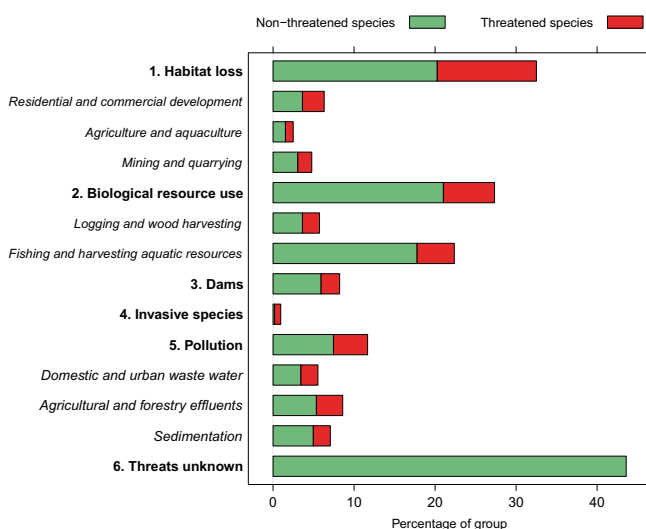 Non−threatened species Threatened species
1. Habitat loss
Residential and commercial development
Agriculture and aquaculture
Mining and quarrying
2. Biological resource use
Logging and wood harvesting
Fishing and harvesting aquatic resources
3. Dams
4. Invasive species
5. Pollution
Domestic and urban waste water
Agricultural and forestry effluents
Sedimentation
6. Threats unknown
0 10 20 30 40
Percentage of group